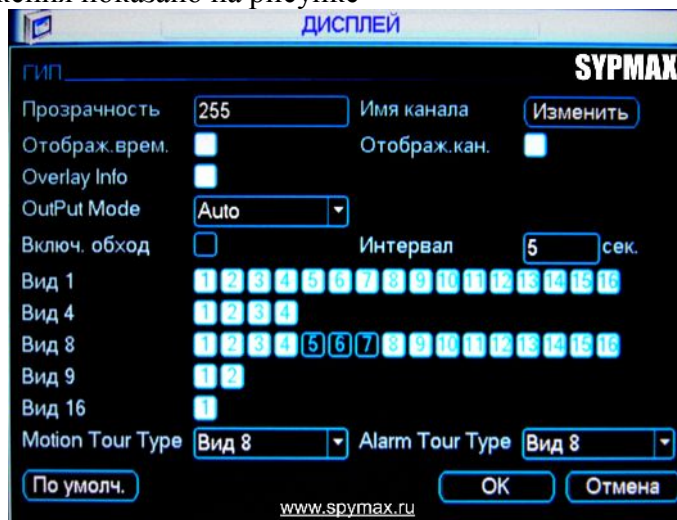 жения показано на рисунке
ДИСПЛЕЙ
ГИП
SYPMAX
Прозрачность 255 Имя канала Изменить
Отображ.врем. Отображ.кан.
Overlay Info
OutPut Mode Auto
Включ. обход Интервал 5 сек.
Вид 1 1 2 3 4 5 6 7 8 9 10 11 12 13 14 15 16
Вид 4 1 2 3 4
Вид 8 1 2 3 4 5 6 7 8 9 10 11 12 13 14 15 16
Вид 9 1 2
Вид 16 1
Motion Tour Type Вид 8 Alarm Tour Type Вид 8
По умолч. OK Отмена
www.spymax.ru